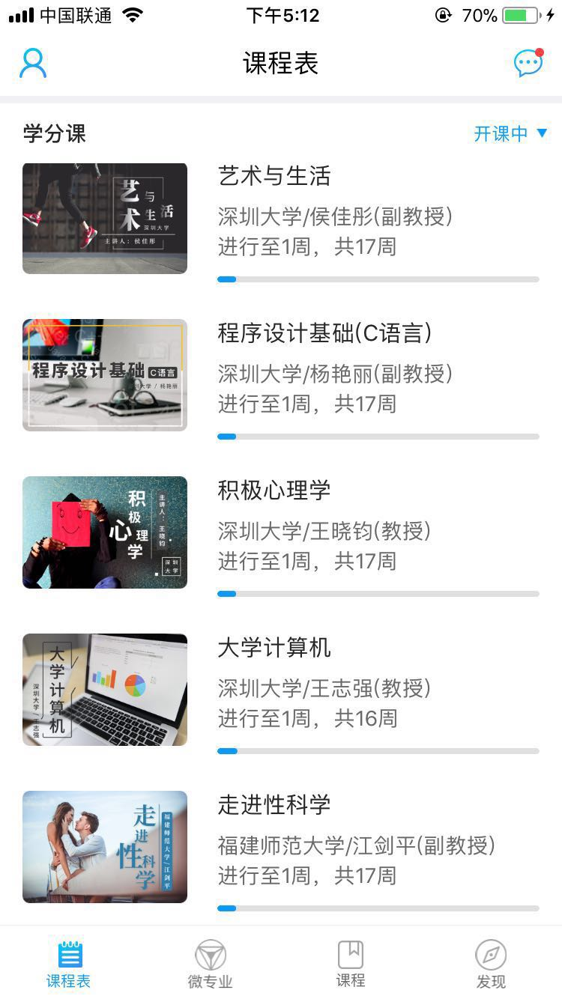 中国联通
下午5:12
70%
课程表
学分课
开课中
艺
与
术
生
活
深圳大学
主讲人：侯佳彤
艺术与生活
深圳大学/侯佳彤(副教授)
进行至1周，共17周
程序设计基础 C语言
圳大学 / 杨艳丽
程序设计基础(C语言)
深圳大学/杨艳丽(副教授)
进行至1周，共17周
积极
心理学
主讲人：王晓钧
深圳
大学
积极心理学
深圳大学/王晓钧(教授)
进行至1周，共17周
大学计算机
深圳大学/王志强
大学计算机
深圳大学/王志强(教授)
进行至1周，共16周
走进
性科学
福建师范大学/江剑平
走进性科学
福建师范大学/江剑平(副教授)
进行至1周，共17周
课程表
微专业
课程
发现